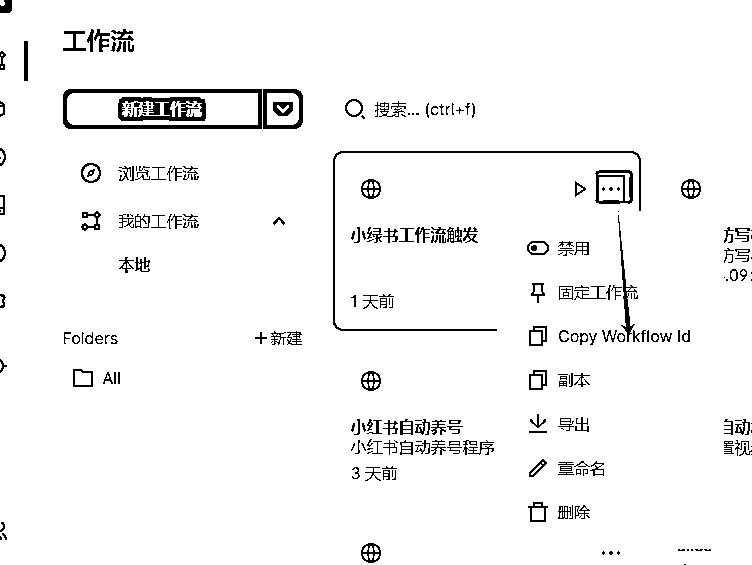 工作流
新建工作流
搜索... (ctrl+f)
浏览工作流
我的工作流
本地
Folders
+新建
All
小绿书工作流触发
1 天前
禁用
固定工作流
Copy Workflow Id
副本
导出
重命名
删除
小红书自动养号
小红书自动养号程序
3 天前
方写
方写
.09:
自动
置视